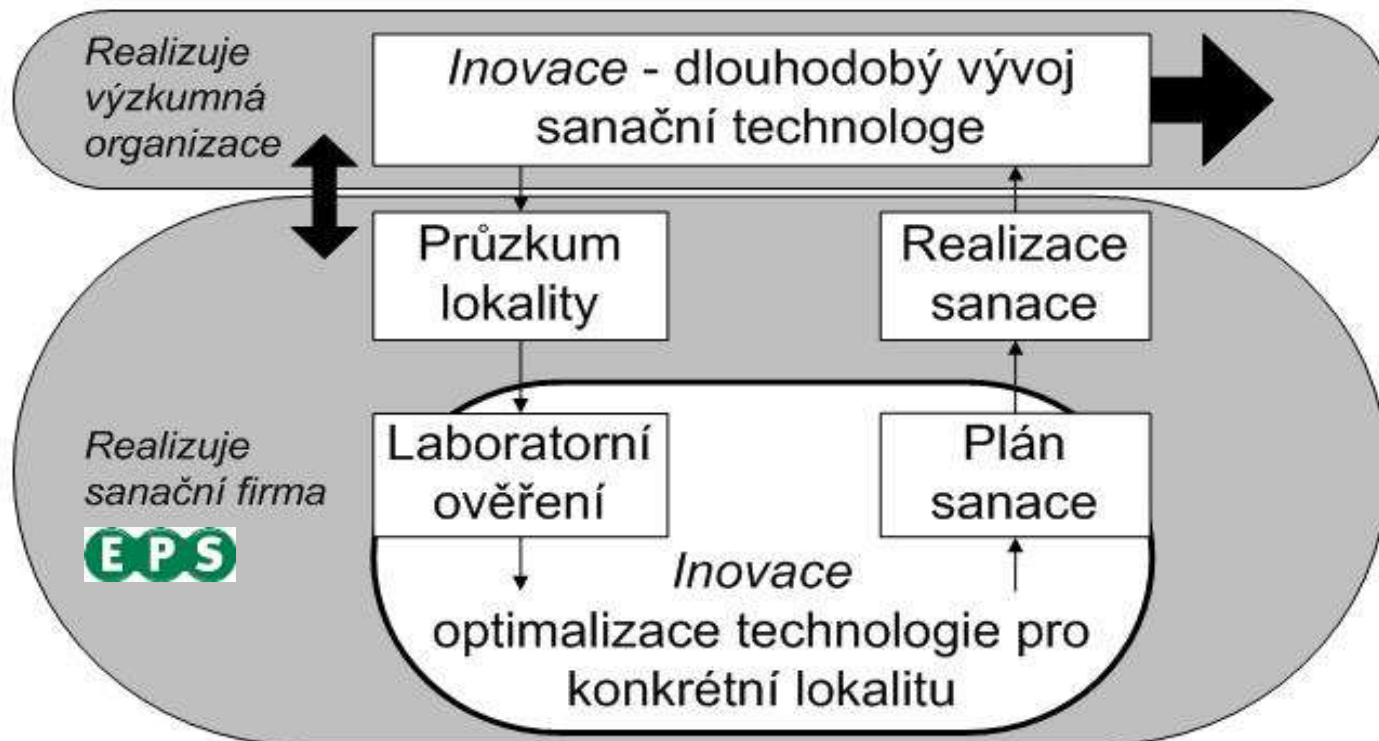 Realizuje
výzkumná
organizace
Inovace - dlouhodobý vývoj
sanační technologe
Průzkum
lokality
Realizace
sanace
Realizuje
sanační firma
EPS
Laboratorní
ověření
Plán
sanace
Inovace
optimalizace technologie pro
konkrétní lokalitu